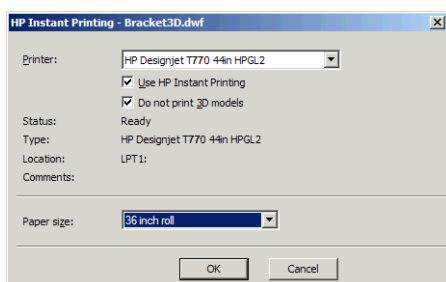 HP Instant Printing - Bracket3D.dwf
Printer: HP Designjet T770 44in HPGL2
Use HP Instant Printing
Do not print 3D models
Status: Ready
Type: HP Designjet T770 44in HPGL2
Location: LPT1:
Comments:
Paper size: 36 inch roll
OK Cancel